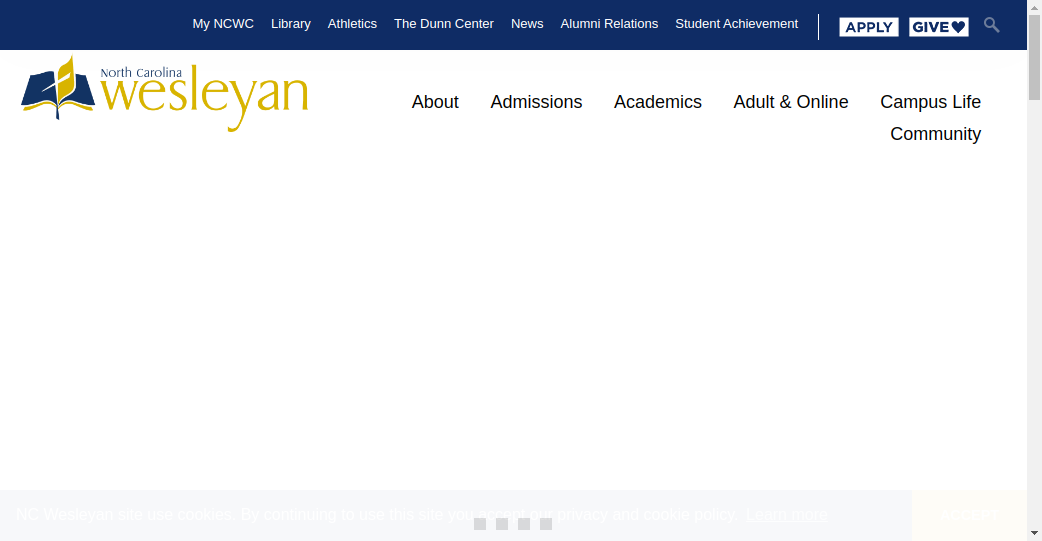 My NCWC Library Athletics The Dunn Center News Alumni Relations Student Achievement APPLY GIVE
North Carolina
wesleyan
About Admissions Academics Adult & Online Campus Life
Community
NC Wesleyan site use cookies. By continuing to use this site you accept our privacy and cookie policy. Learn more ACCEPT